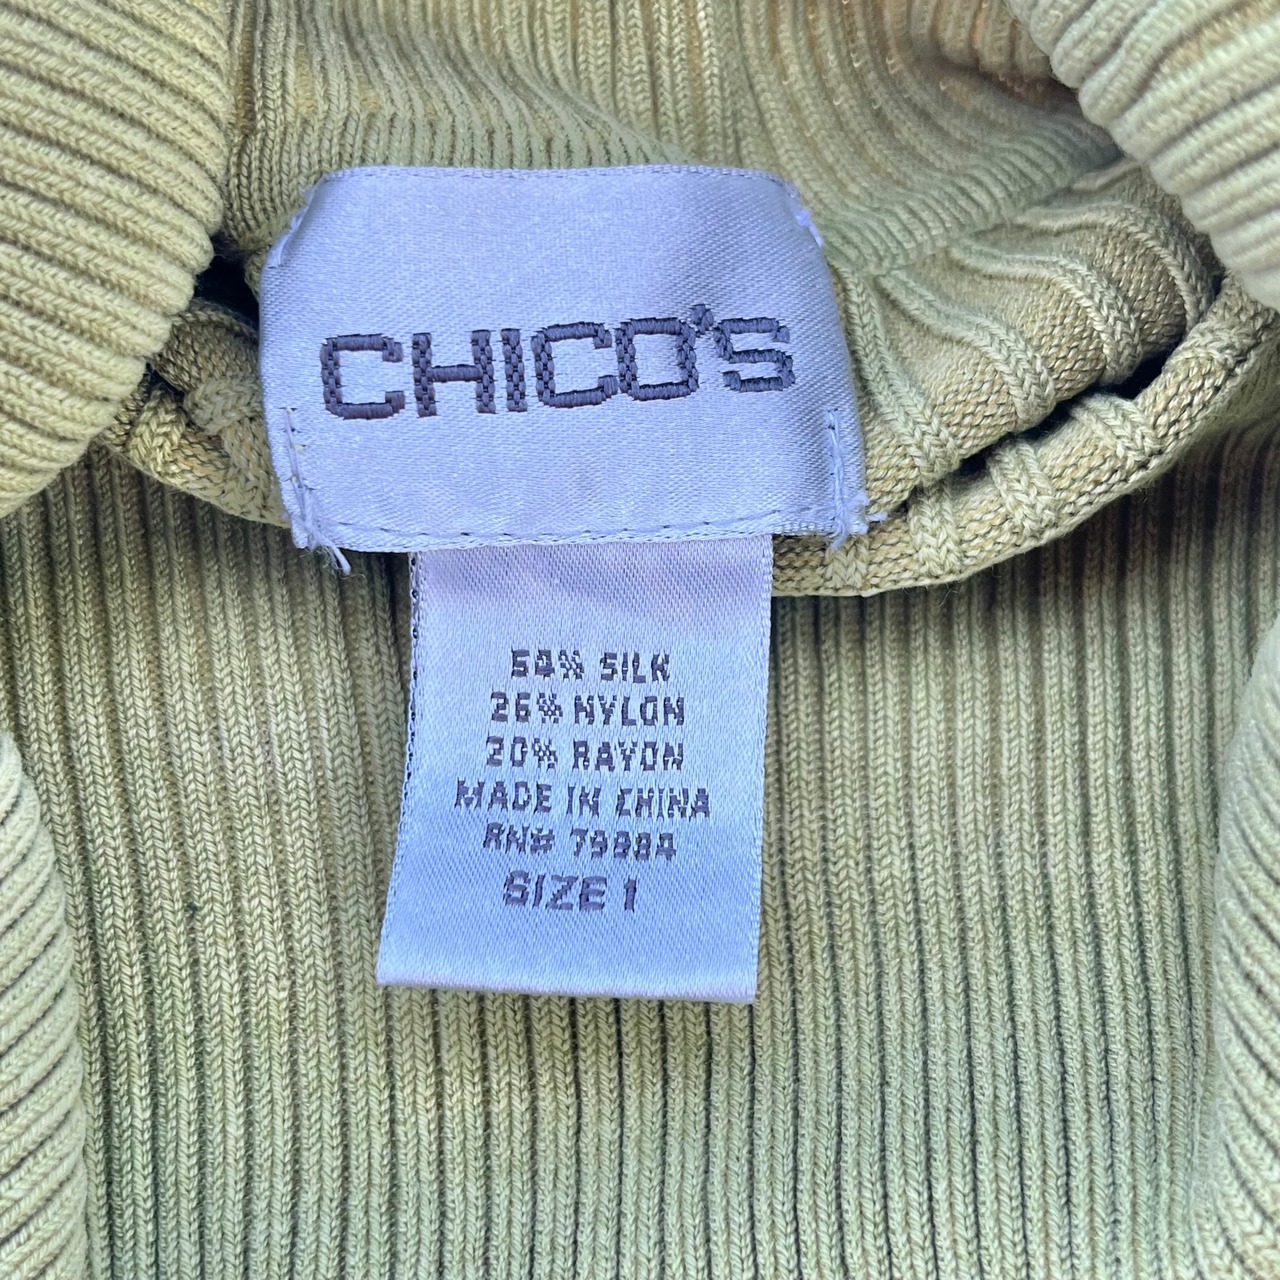 CHICO'S
54% SILK
26% NYLON
20% RAYON
MADE IN CHINA
RN# 79984
SIZE 1